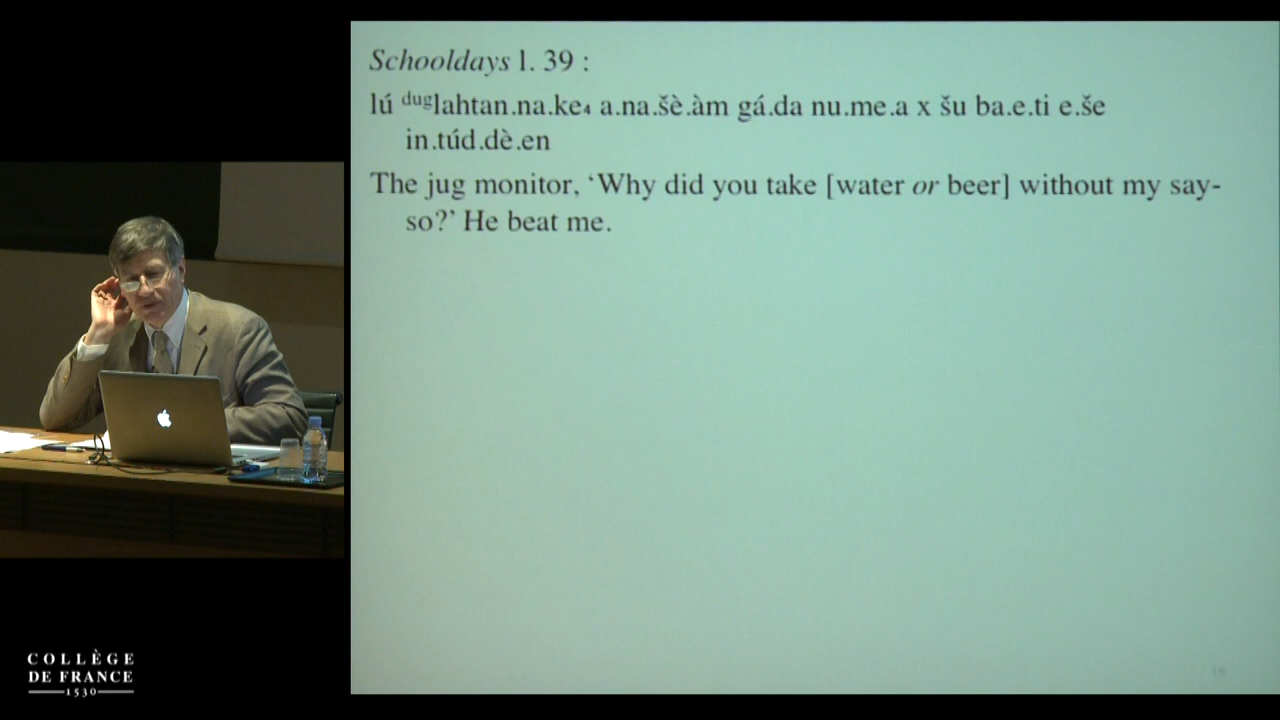 Schooldays l. 39 :
lú ᵈᵘᵍlahtan.na.ke₄ a.na.šè.àm gá.da nu.me.a x šu ba.e.ti e.še
in.túd.dè.en
The jug monitor, ‘Why did you take [water or beer] without my say-
so?’ He beat me.
16
COLLÈGE
DE FRANCE
1530